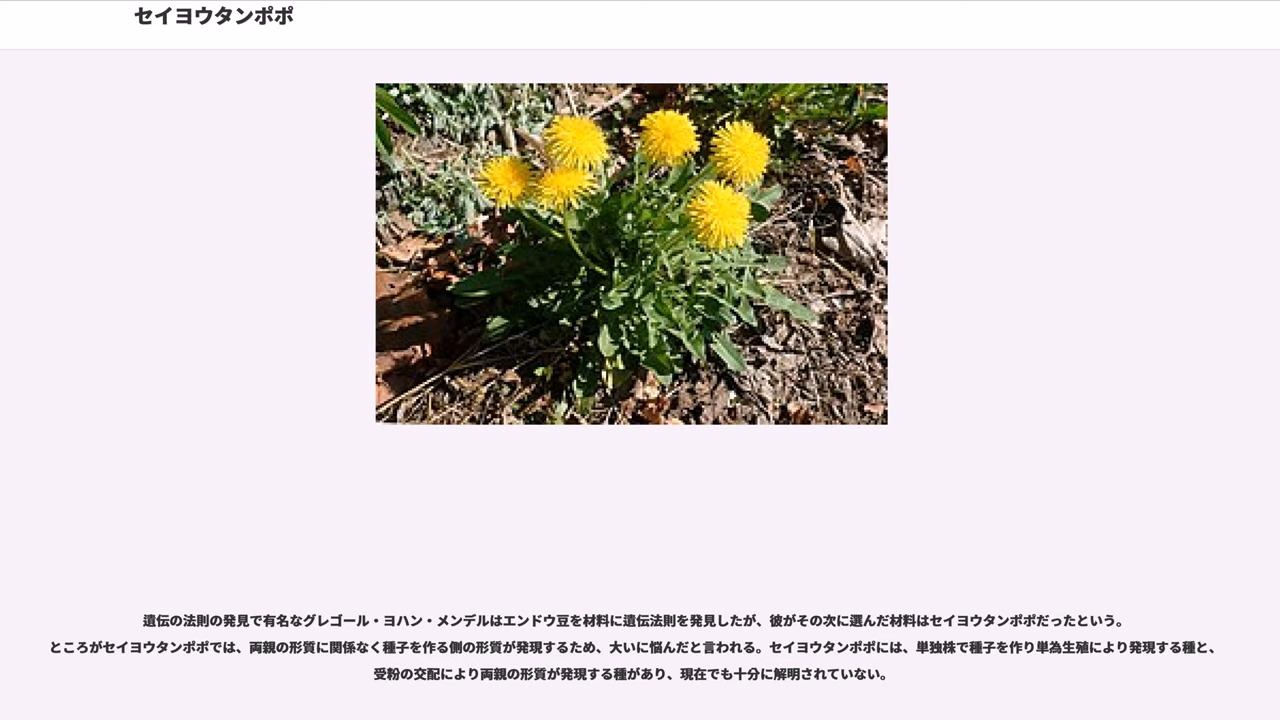 セイヨウタンポポ
遺伝の法則の発見で有名なグレゴール・ヨハン・メンデルはエンドウ豆を材料に遺伝法則を発見したが、彼がその次に選んだ材料はセイヨウタンポポだったという。
ところがセイヨウタンポポでは、両親の形質に関係なく種子を作る側の形質が発現するため、大いに悩んだと言われる。セイヨウタンポポには、単独株で種子を作り単為生殖により発現する種と、
受粉の交配により両親の形質が発現する種があり、現在でも十分に解明されていない。